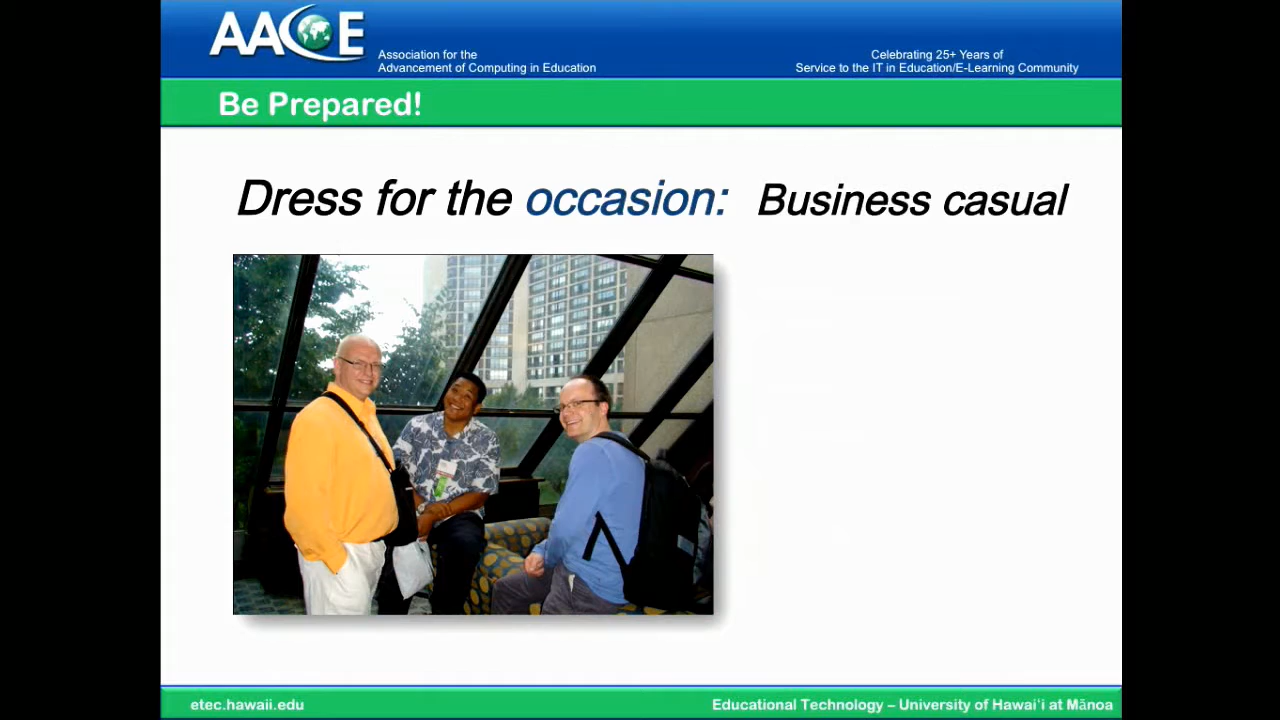 AACE
Association for the
Advancement of Computing in Education
Celebrating 25+ Years of
Service to the IT in Education/E-Learning Community
Be Prepared!
Dress for the occasion: Business casual
etec.hawaii.edu
Educational Technology – University of Hawai‘i at Mānoa